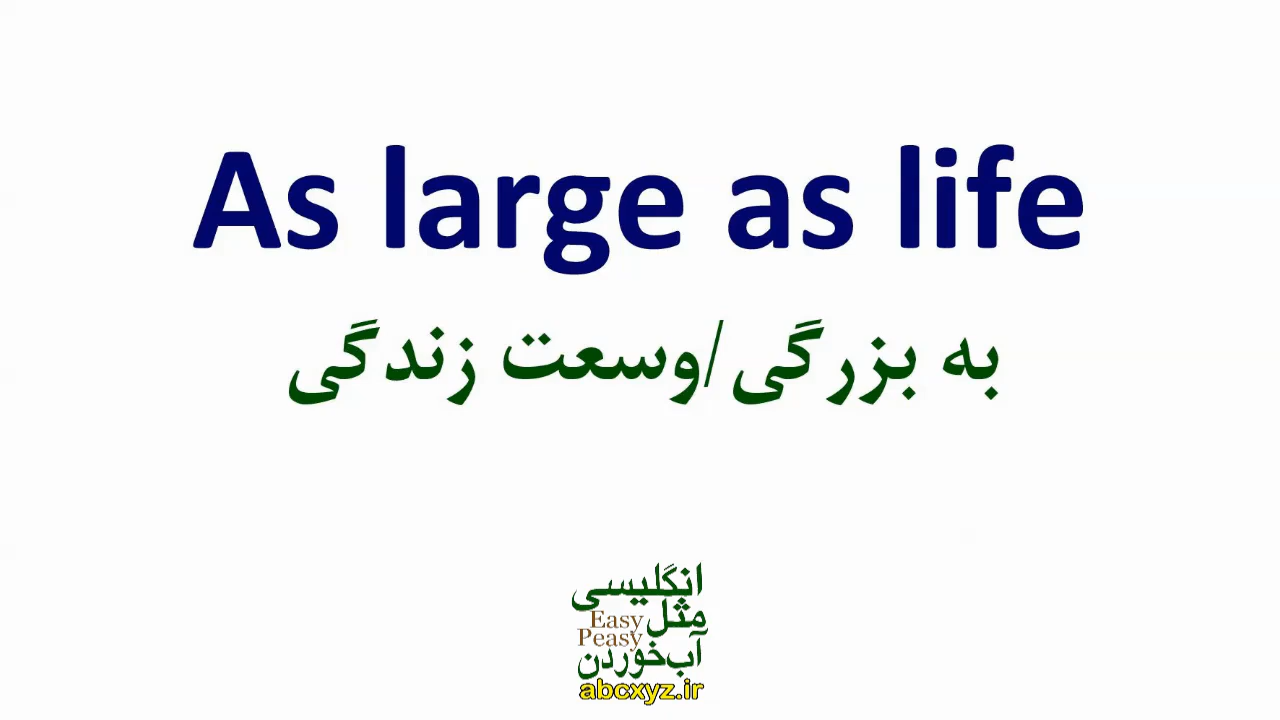 As large as life
به بزرگی/وسعت زندگی
انگلیسی
مثل Easy
Peasy
آب‌خوردن
abcxyz.ir